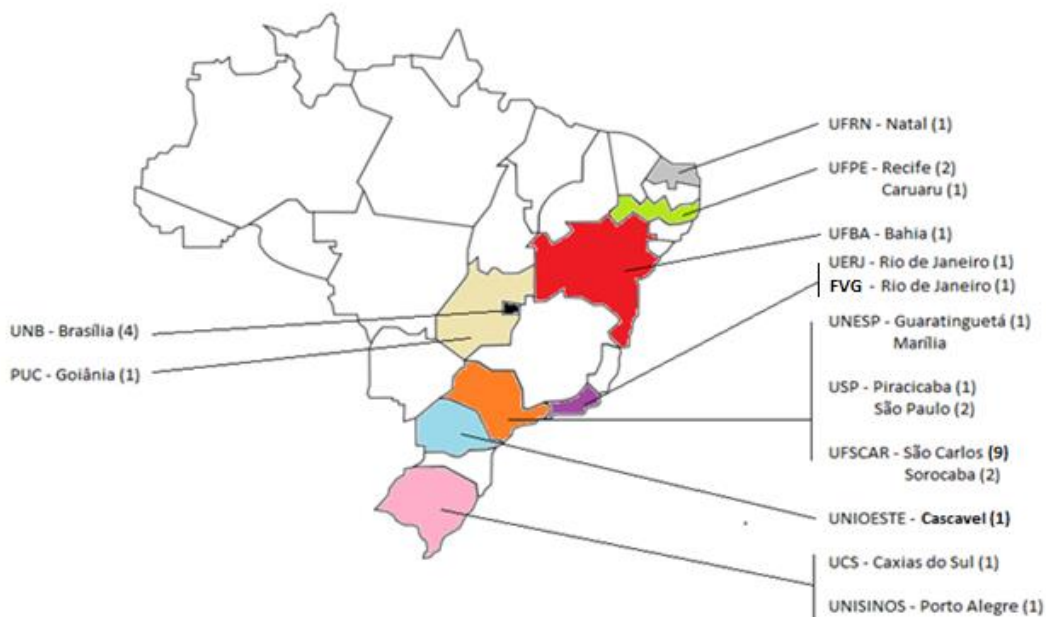 UFRN - Natal (1)
UFPE - Recife (2)
Caruaru (1)
UFBA - Bahia (1)
UERJ - Rio de Janeiro (1)
FVG - Rio de Janeiro (1)
UNESP - Guaratinguetá (1)
Marília
USP - Piracicaba (1)
São Paulo (2)
UFSCAR - São Carlos (9)
Sorocaba (2)
UNIOESTE - Cascavel (1)
UCS - Caxias do Sul (1)
UNISINOS - Porto Alegre (1)
UNB - Brasília (4)
PUC - Goiânia (1)